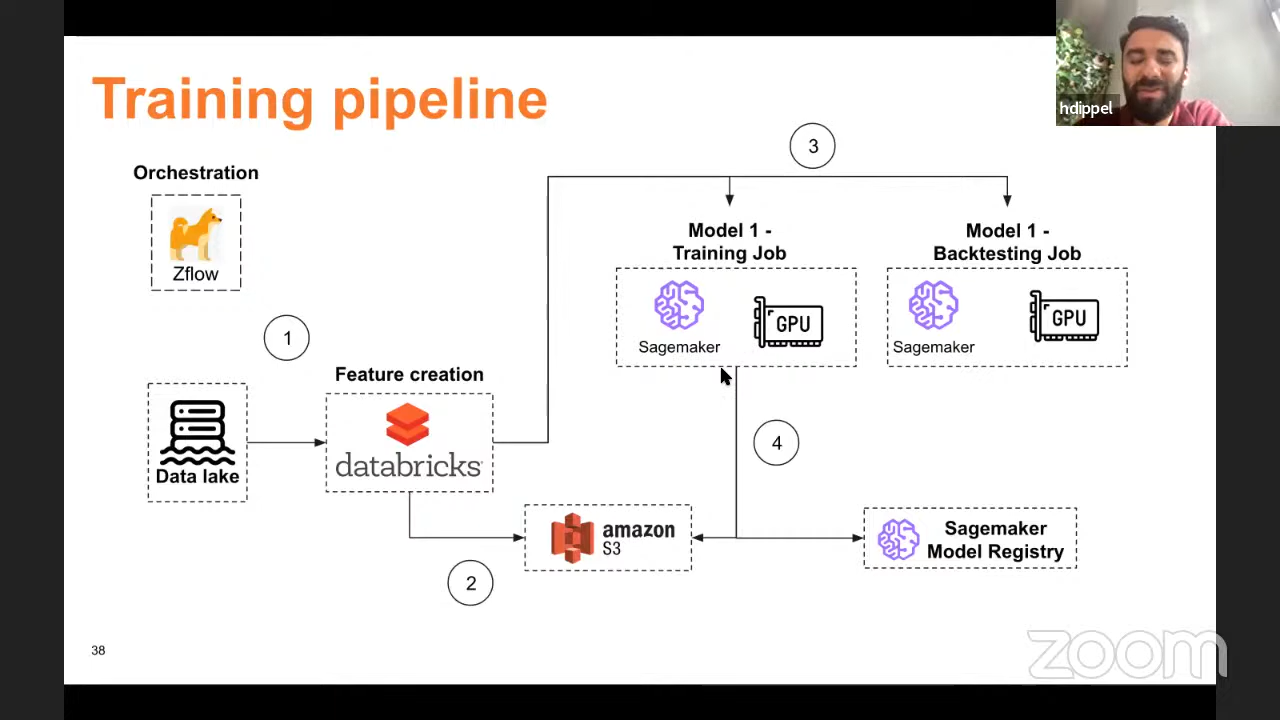 Training pipeline
hdippel
Orchestration
Zflow
1
3
Model 1 -
Training Job
Sagemaker
GPU
Model 1 -
Backtesting Job
Sagemaker
GPU
Data lake
Feature creation
databricks
4
amazon
S3
Sagemaker
Model Registry
2
38
zoom